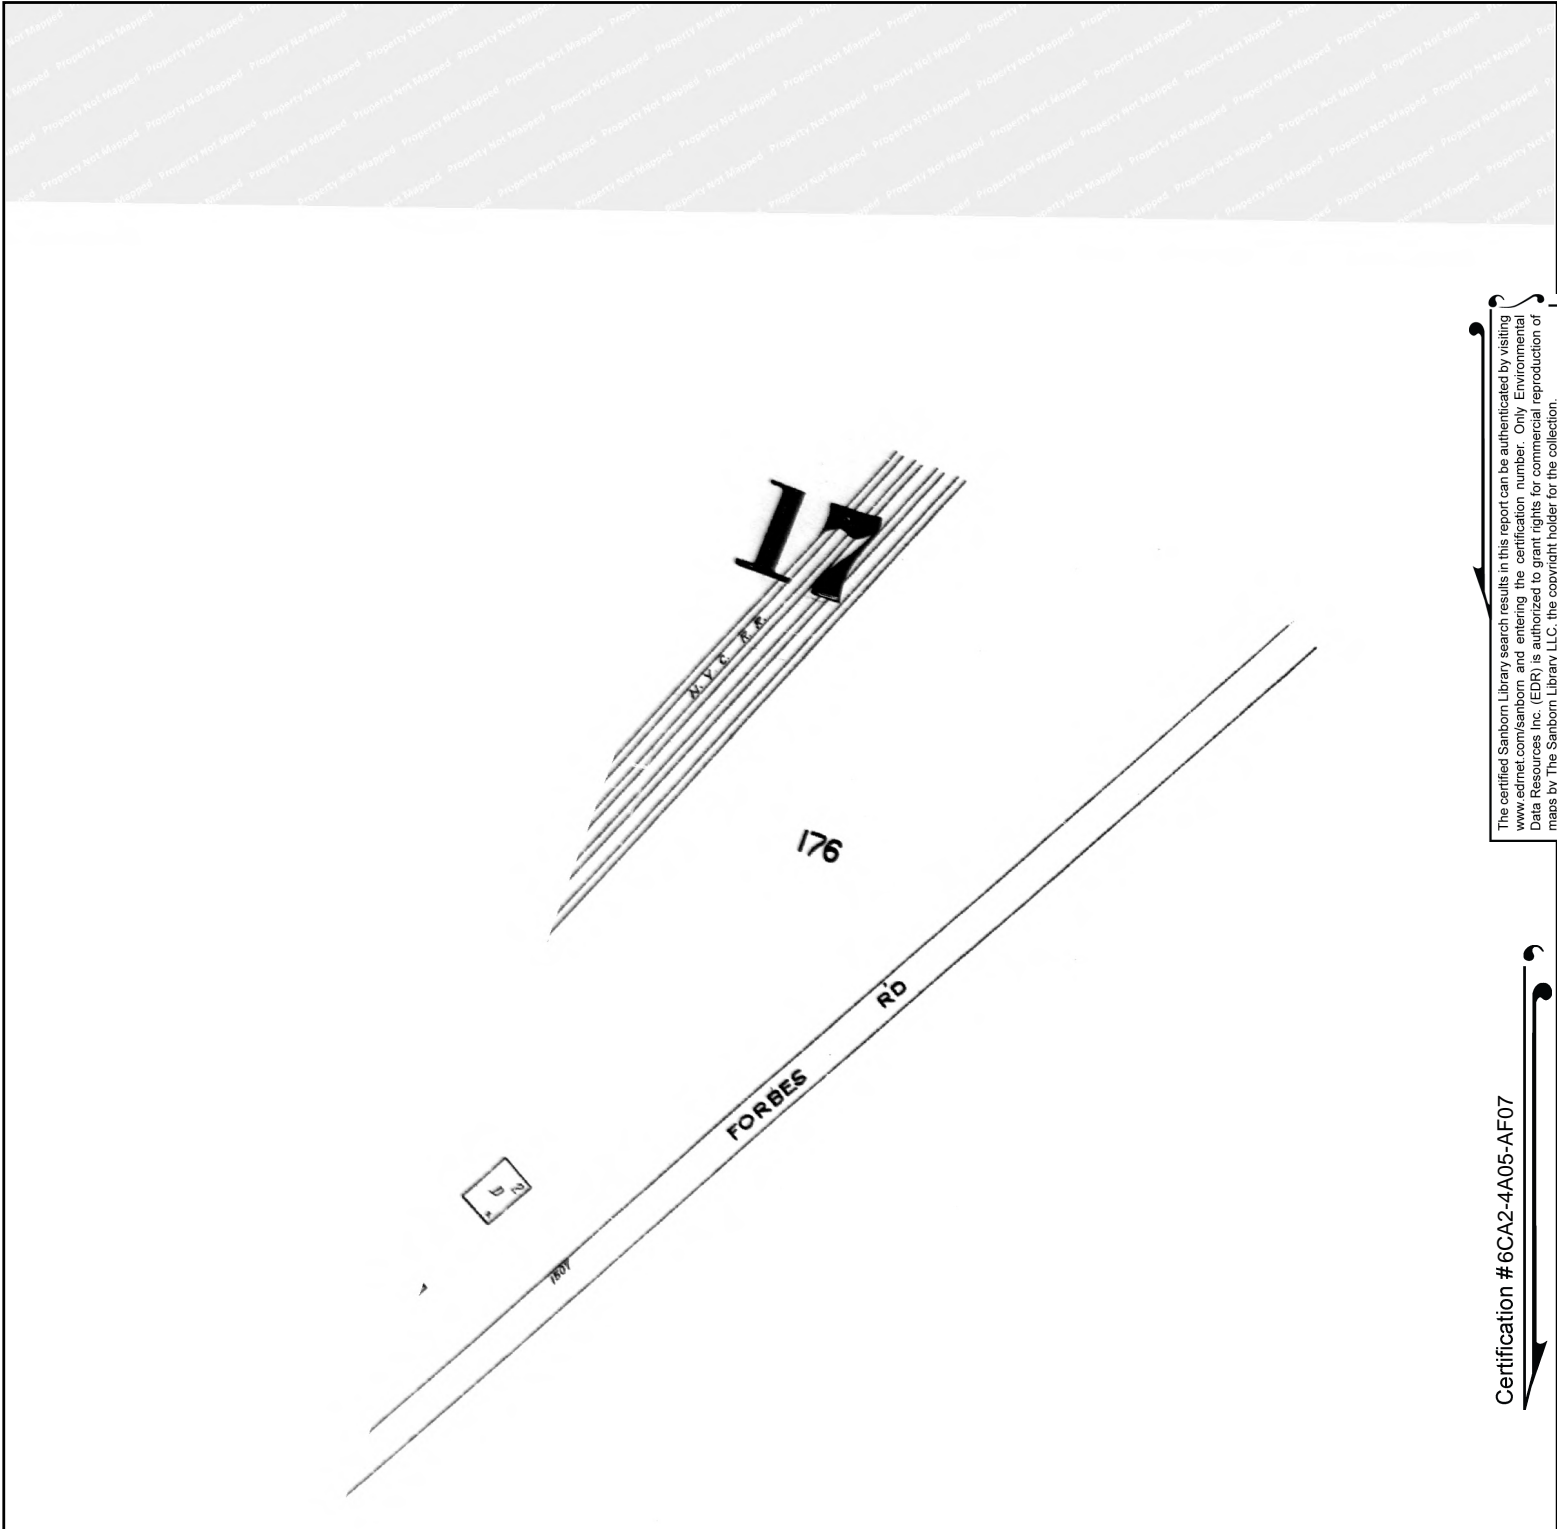 Property Not Mapped
17
N.Y.C. R.R.
176
FORBES RD
2
D
1807
The certified Sanborn Library search results in this report can be authenticated by visiting
www.edrnet.com/sanborn and entering the certification number. Only Environmental
Data Resources Inc. (EDR) is authorized to grant rights for commercial reproduction of
maps by The Sanborn Library LLC, the copyright holder for the collection.
Certification # 6CA2-4A05-AF07